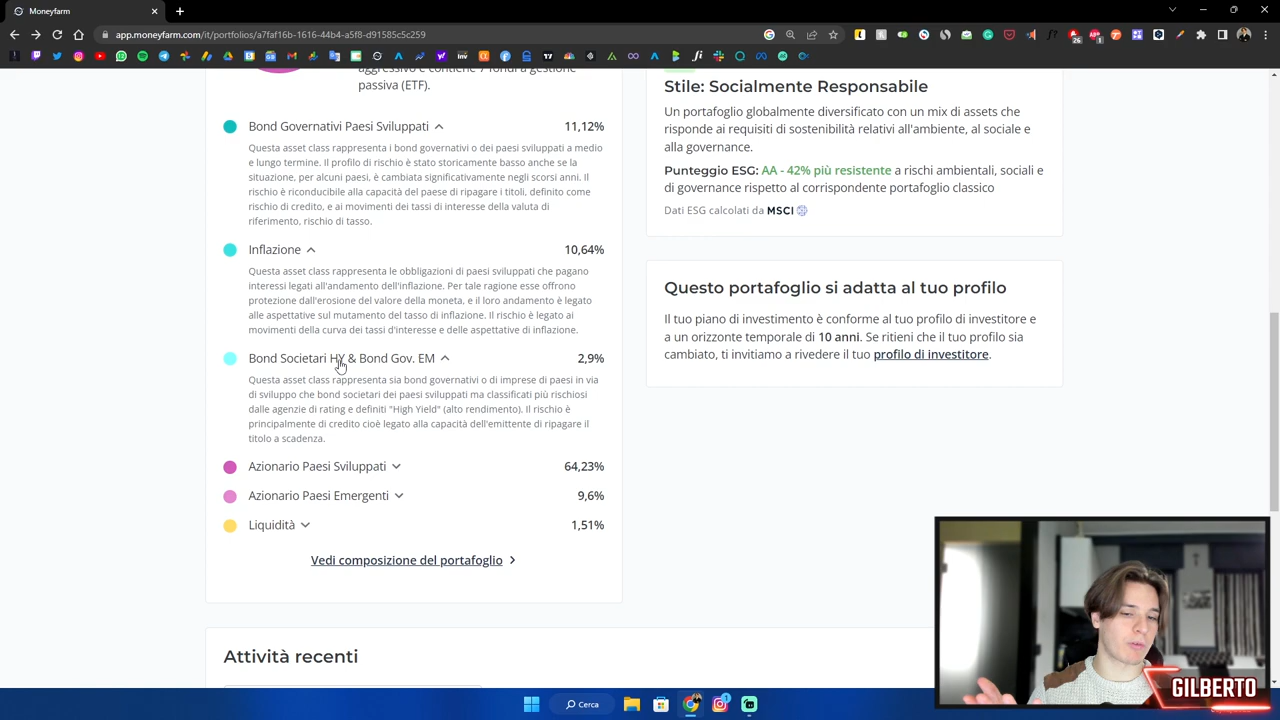 Moneyfarm
app.moneyfarm.com/it/portfolios/a7faf16b-1616-44b4-a5f8-d91585c5c259
aggressivo e contiene 7 fondi a gestione
passiva (ETF).
Bond Governativi Paesi Sviluppati 11,12%
Questa asset class rappresenta i bond governativi o dei paesi sviluppati a medio
e lungo termine. Il profilo di rischio è stato storicamente basso anche se la
situazione, per alcuni paesi, è cambiata significativamente negli scorsi anni. Il
rischio è riconducibile alla capacità del paese di ripagare i titoli, definito come
rischio di credito, e ai movimenti dei tassi di interesse della valuta di
riferimento, rischio di tasso.
Inflazione 10,64%
Questa asset class rappresenta le obbligazioni di paesi sviluppati che pagano
interessi legati all'andamento dell'inflazione. Per tale ragione esse offrono
protezione dall'erosione del valore della moneta, e il loro andamento è legato
alle aspettative sul mutamento del tasso di inflazione. Il rischio è legato ai
movimenti della curva dei tassi d'interesse e delle aspettative di inflazione.
Bond Societari HY & Bond Gov. EM 2,9%
Questa asset class rappresenta sia bond governativi o di imprese di paesi in via
di sviluppo che bond societari dei paesi sviluppati ma classificati più rischiosi
dalle agenzie di rating e definiti "High Yield" (alto rendimento). Il rischio è
principalmente di credito cioè legato alla capacità dell'emittente di ripagare il
titolo a scadenza.
Azionario Paesi Sviluppati 64,23%
Azionario Paesi Emergenti 9,6%
Liquidità 1,51%
Vedi composizione del portafoglio
Attività recenti
Stile: Socialmente Responsabile
Un portafoglio globalmente diversificato con un mix di assets che
risponde ai requisiti di sostenibilità relativi all'ambiente, al sociale e
alla governance.
Punteggio ESG: AA - 42% più resistente a rischi ambientali, sociali e
di governance rispetto al corrispondente portafoglio classico
Dati ESG calcolati da MSCI
Questo portafoglio si adatta al tuo profilo
Il tuo piano di investimento è conforme al tuo profilo di investitore e
a un orizzonte temporale di 10 anni. Se ritieni che il tuo profilo sia
cambiato, ti invitiamo a rivedere il tuo profilo di investitore.
GILBERTO
Cerca